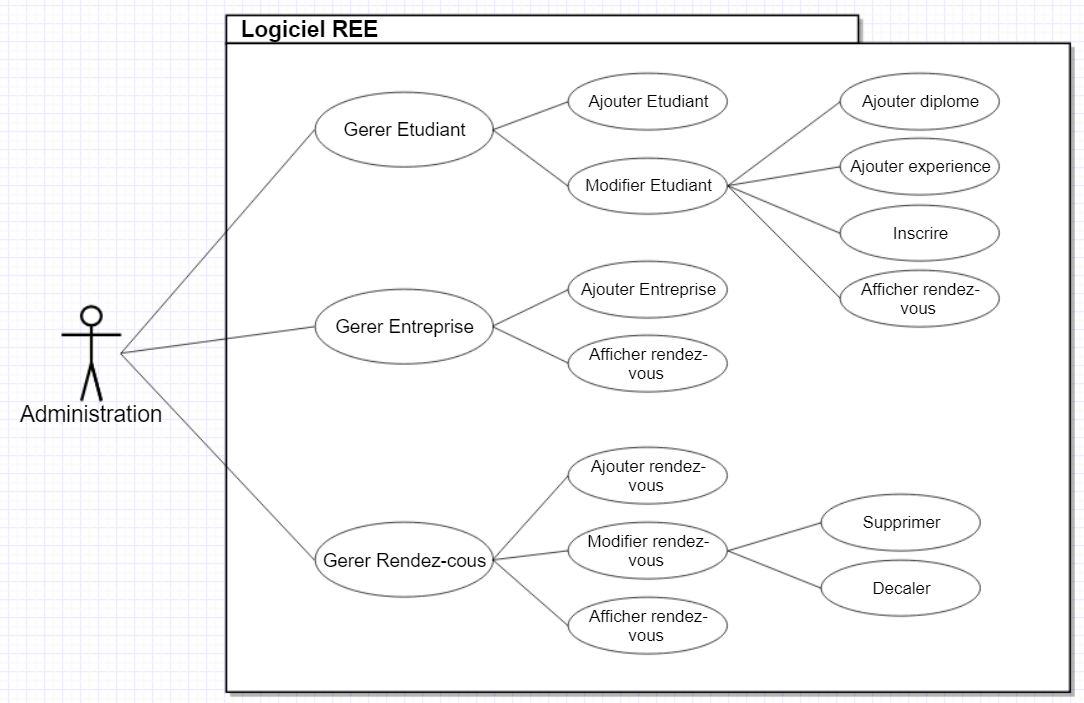 Logiciel REE
Gerer Etudiant
Ajouter Etudiant
Modifier Etudiant
Ajouter diplome
Ajouter experience
Inscrire
Afficher rendez-
vous
Administration
Gerer Entreprise
Ajouter Entreprise
Afficher rendez-
vous
Gerer Rendez-cous
Ajouter rendez-
vous
Modifier rendez-
vous
Afficher rendez-
vous
Supprimer
Decaler